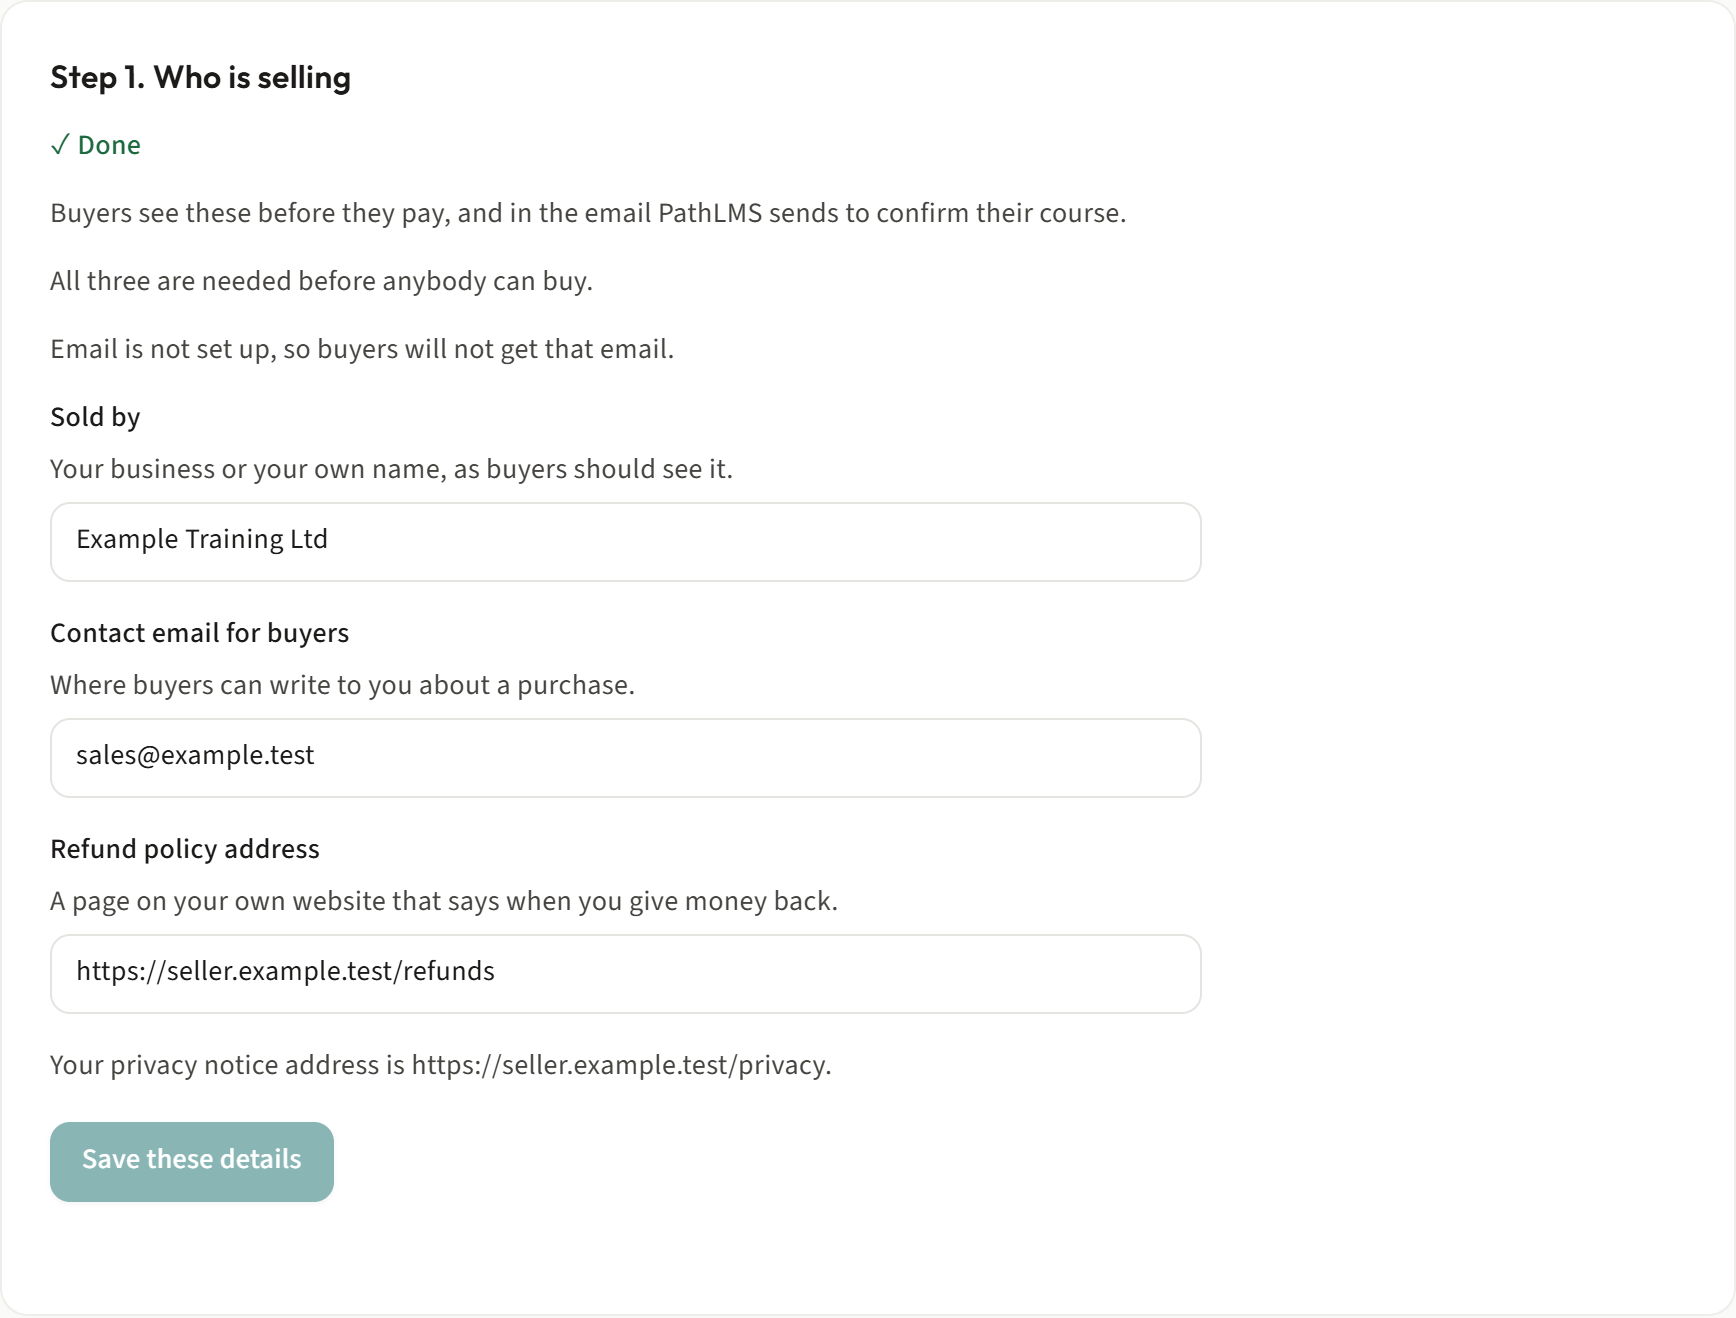 Step 1. Who is selling
✓ Done
Buyers see these before they pay, and in the email PathLMS sends to confirm their course.
All three are needed before anybody can buy.
Email is not set up, so buyers will not get that email.
Sold by
Your business or your own name, as buyers should see it.
Example Training Ltd
Contact email for buyers
Where buyers can write to you about a purchase.
sales@example.test
Refund policy address
A page on your own website that says when you give money back.
https://seller.example.test/refunds
Your privacy notice address is https://seller.example.test/privacy.
Save these details